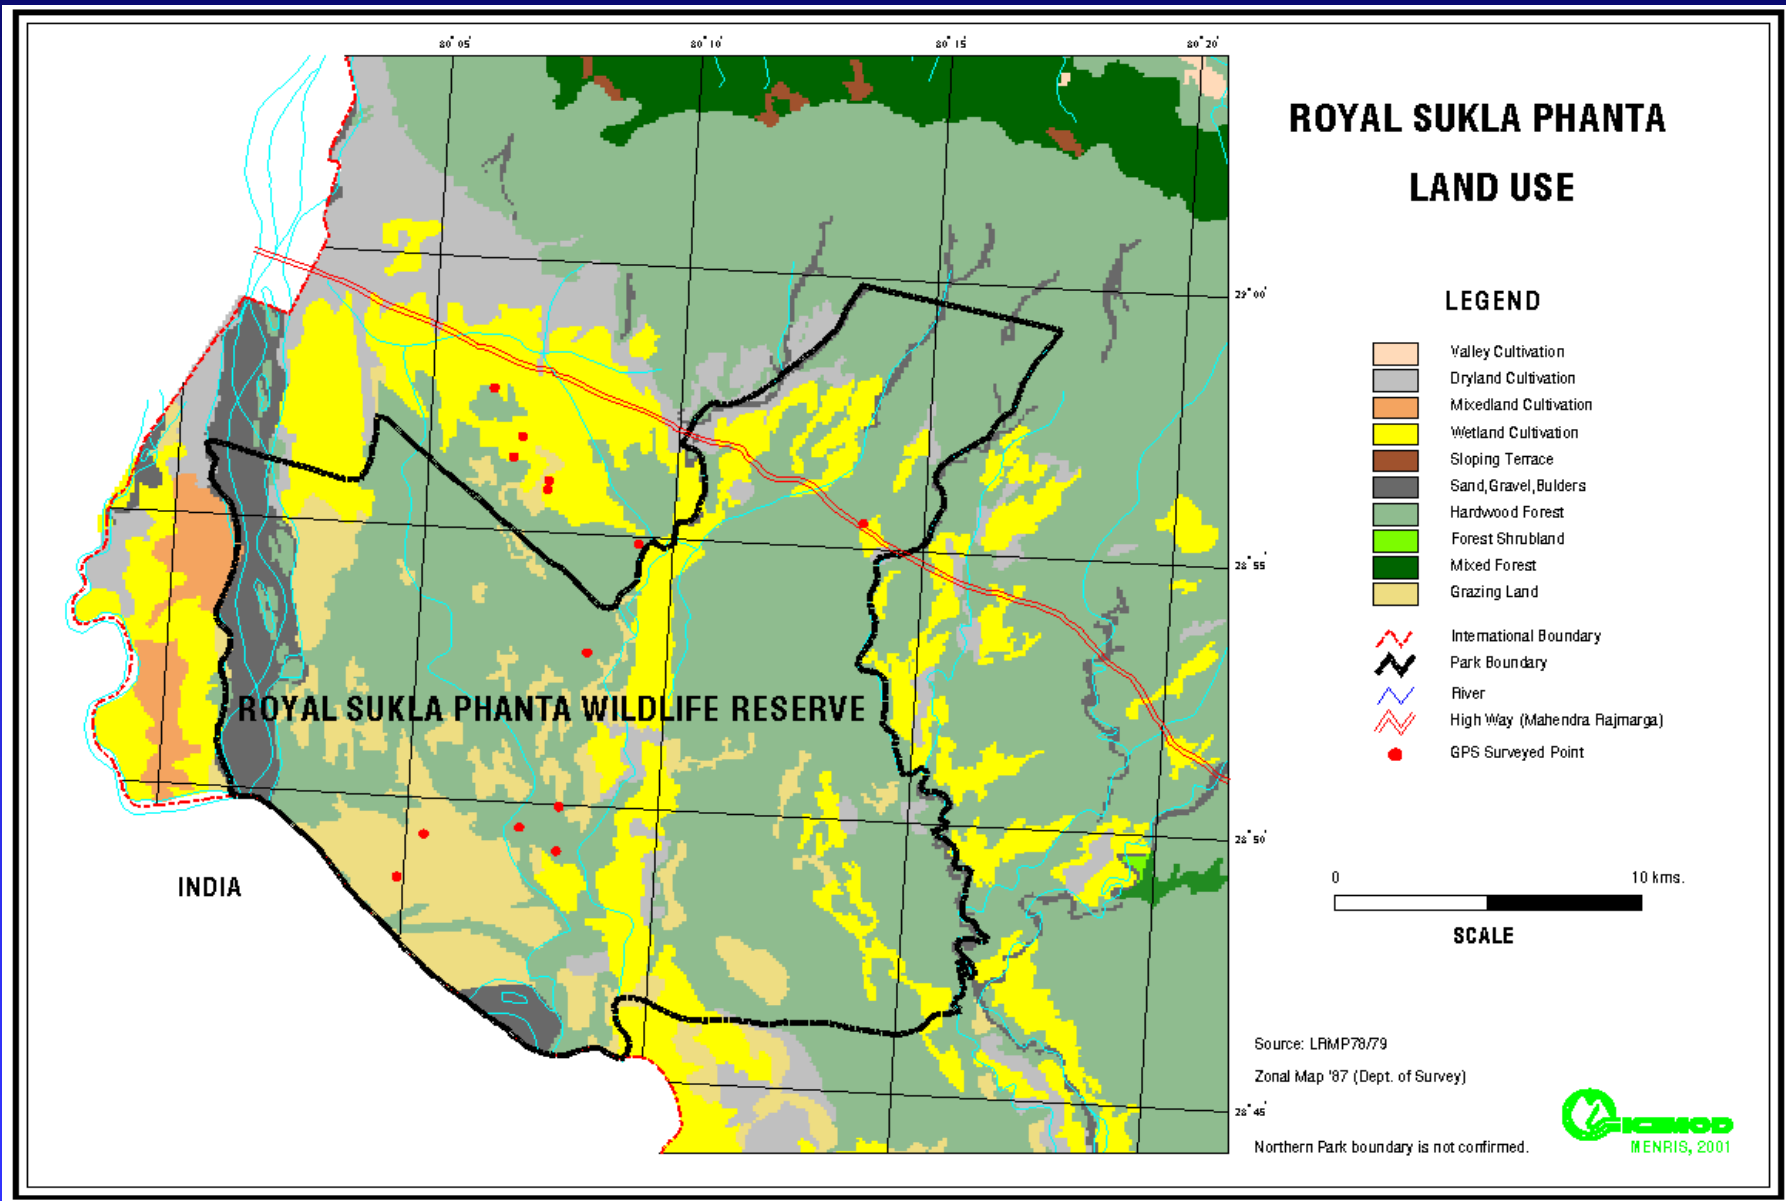 80°05'
80°10'
80°15'
80°20'
ROYAL SUKLA PHANTA
LAND USE
29°00'
28°55'
28°50'
28°45'
ROYAL SUKLA PHANTA WILDLIFE RESERVE
INDIA
LEGEND
Valley Cultivation
Dryland Cultivation
Mixedland Cultivation
Wetland Cultivation
Sloping Terrace
Sand,Gravel,Bulders
Hardwood Forest
Forest Shrubland
Mixed Forest
Grazing Land
International Boundary
Park Boundary
River
High Way (Mahendra Rajmarga)
GPS Surveyed Point
0 10 kms.
SCALE
Source: LRMP78/79
Zonal Map '87 (Dept. of Survey)
Northern Park boundary is not confirmed.
ICIMOD
MENRIS, 2001